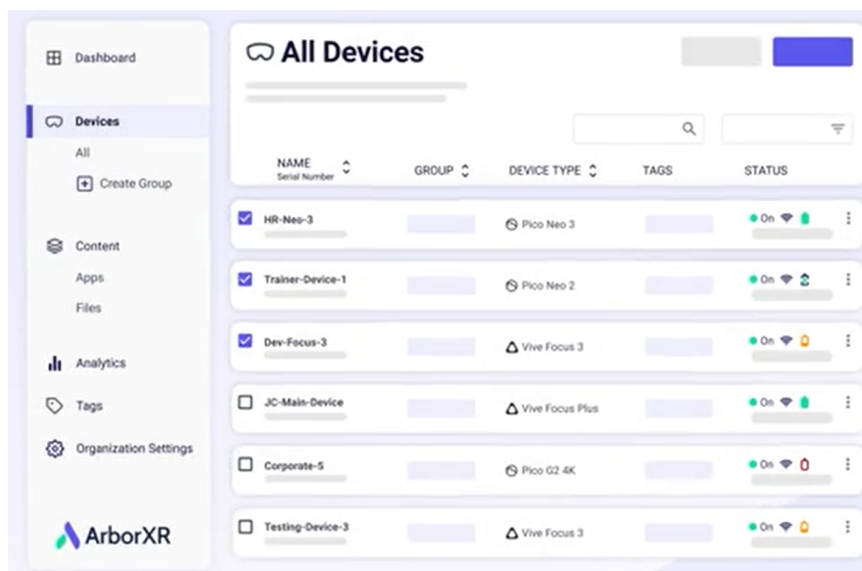 Dashboard
Devices
All
Create Group
Content
Apps
Files
Analytics
Tags
Organization Settings
ArborXR
All Devices
NAME GROUP DEVICE TYPE TAGS STATUS
Serial Number
HR-Neo-3 Pico Neo 3 On
Trainer-Device-1 Pico Neo 2 On
Dev-Focus-3 Vive Focus 3 On
JC-Main-Device Vive Focus Plus On
Corporate-5 Pico G2 4K On
Testing-Device-3 Vive Focus 3 On